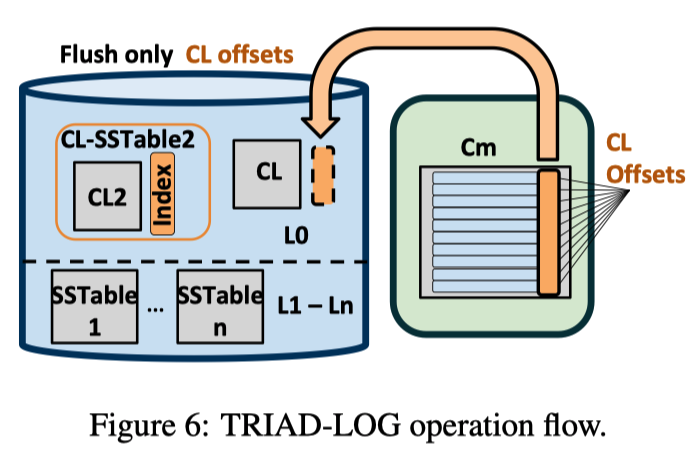 Flush only CL offsets
CL-SSTable2
CL2
Index
CL
L0
SSTable
1
...
SSTable
n
L1 – Ln
Cm
CL
Offsets
Figure 6: TRIAD-LOG operation flow.